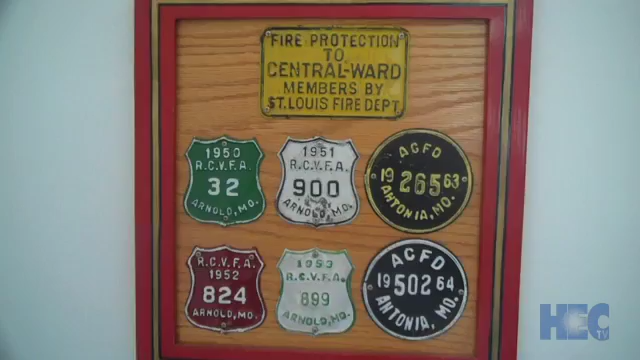 FIRE PROTECTION
TO
CENTRAL-WARD
MEMBERS BY
ST. LOUIS FIRE DEPT.
1950
R.C.V.F.A.
32
ARNOLD, MO.
1951
R.C.V.F.A.
900
ARNOLD, MO.
ACFD
19 265 63
ANTONIA, MO.
R.C.V.F.A.
1952
824
ARNOLD, MO.
1953
R.C.V.F.A.
899
ARNOLD, MO.
ACFD
19 502 64
ANTONIA, MO.
HEC
TV